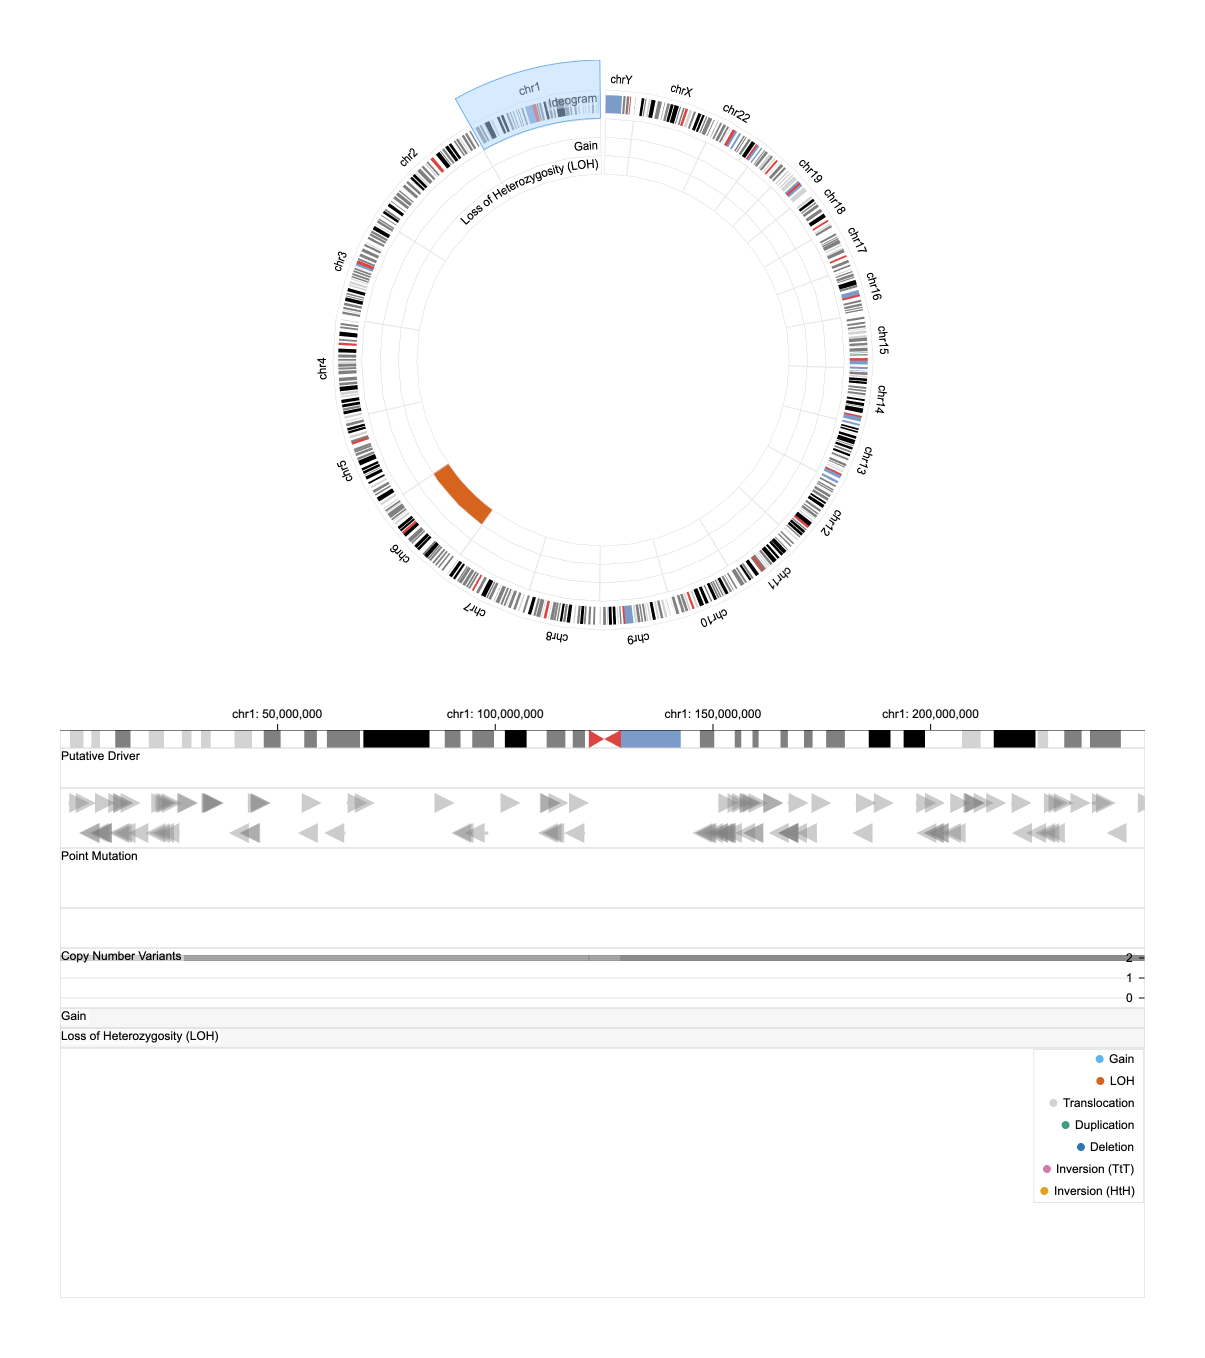 chrY
chrX
chr22
chr19
chr18
chr17
chr16
chr15
chr14
chr13
chr12
chr11
chr10
chr9
chr8
chr7
chr6
chr5
chr4
chr3
chr2
chr1
Ideogram
Gain
Loss of Heterozygosity (LOH)
chr1: 50,000,000
chr1: 100,000,000
chr1: 150,000,000
chr1: 200,000,000
Putative Driver
Point Mutation
Copy Number Variants
2
1
0
Gain
Loss of Heterozygosity (LOH)
Gain
LOH
Translocation
Duplication
Deletion
Inversion (TtT)
Inversion (HtH)